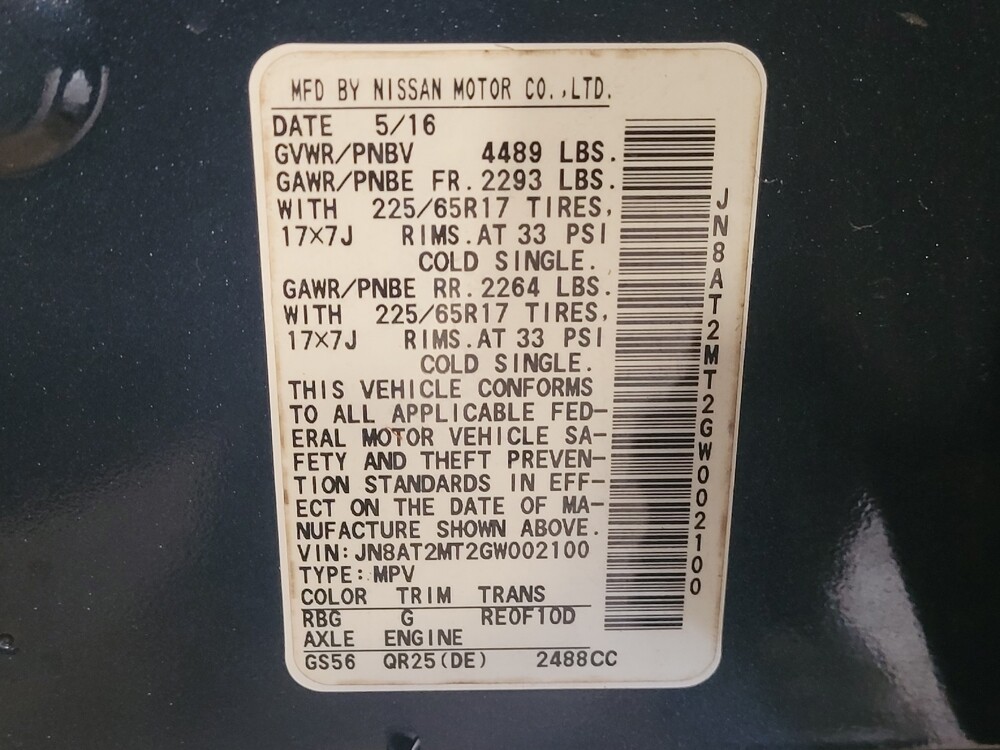 MFD BY NISSAN MOTOR CO.,LTD.
DATE 5/16
GVWR/PNBV 4489 LBS.
GAWR/PNBE FR. 2293 LBS.
WITH 225/65R17 TIRES,
17×7J RIMS.AT 33 PSI
COLD SINGLE.
GAWR/PNBE RR. 2264 LBS.
WITH 225/65R17 TIRES,
17×7J RIMS.AT 33 PSI
COLD SINGLE.
THIS VEHICLE CONFORMS
TO ALL APPLICABLE FED-
ERAL MOTOR VEHICLE SA-
FETY AND THEFT PREVEN-
TION STANDARDS IN EFF-
ECT ON THE DATE OF MA-
NUFACTURE SHOWN ABOVE.
VIN:JN8AT2MT2GW002100
TYPE:MPV
COLOR TRIM TRANS
RBG G RE0F10D
AXLE ENGINE
GS56 QR25(DE) 2488CC
JN8AT2MT2GW002100